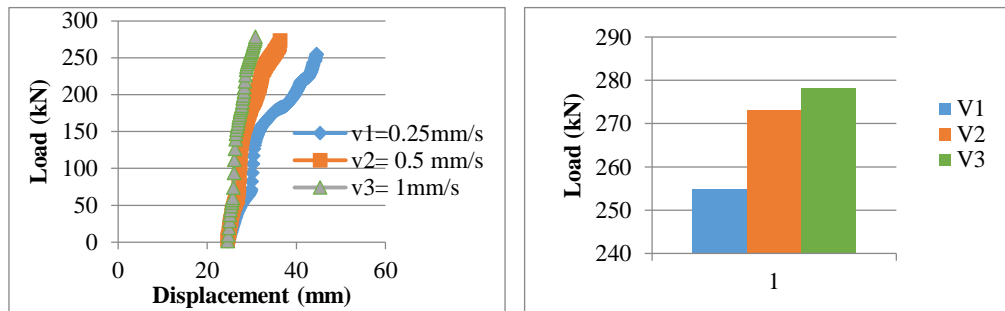 300
250
200
150
100
50
0
Load (kN)
v1=0.25mm/s
v2= 0.5 mm/s
v3= 1mm/s
0 20 40 60
Displacement (mm)
290
280
270
260
250
240
Load (kN)
1
V1
V2
V3